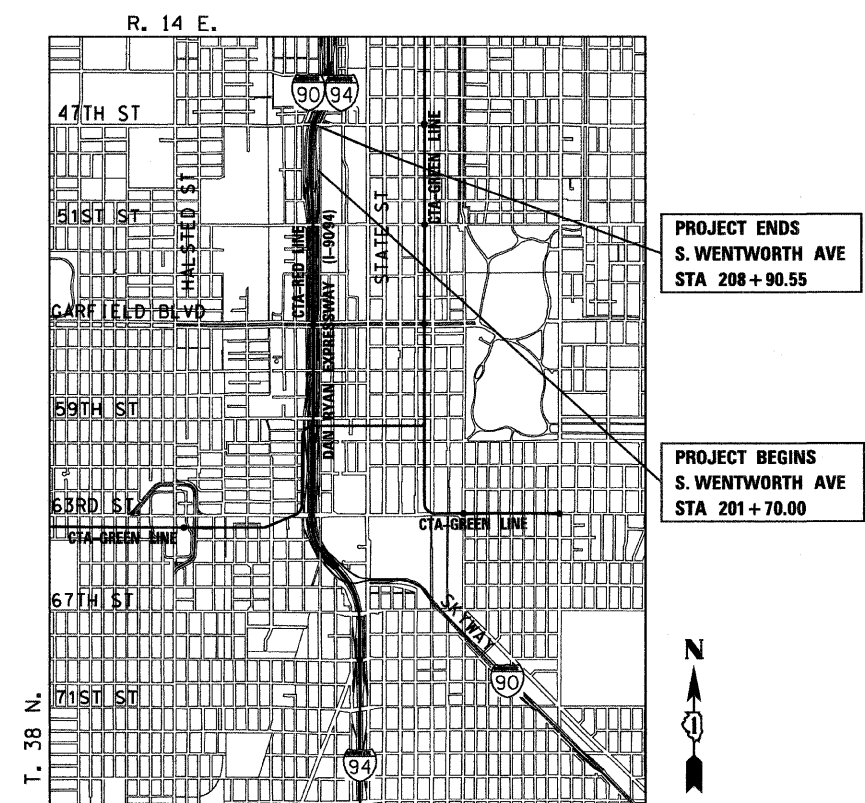 R. 14 E.
90 94
47TH ST
CTA-GREEN LINE
51ST ST
HALSTED ST
STATE ST
CTA-RED LINE
DAN RYAN EXPRESSWAY (I-90/94)
PROJECT ENDS
S. WENTWORTH AVE
STA 208+90.55
GARFIELD BLVD
59TH ST
PROJECT BEGINS
S. WENTWORTH AVE
STA 201+70.00
63RD ST
CTA-GREEN LINE
CTA-GREEN LINE
67TH ST
SKYWAY
90
71ST ST
94
T. 38 N.
N